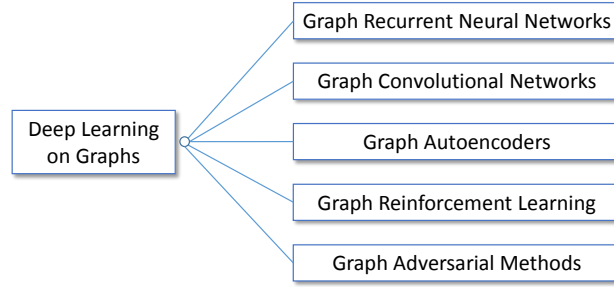 Graph Recurrent Neural Networks
Graph Convolutional Networks
Deep Learning
on Graphs
Graph Autoencoders
Graph Reinforcement Learning
Graph Adversarial Methods